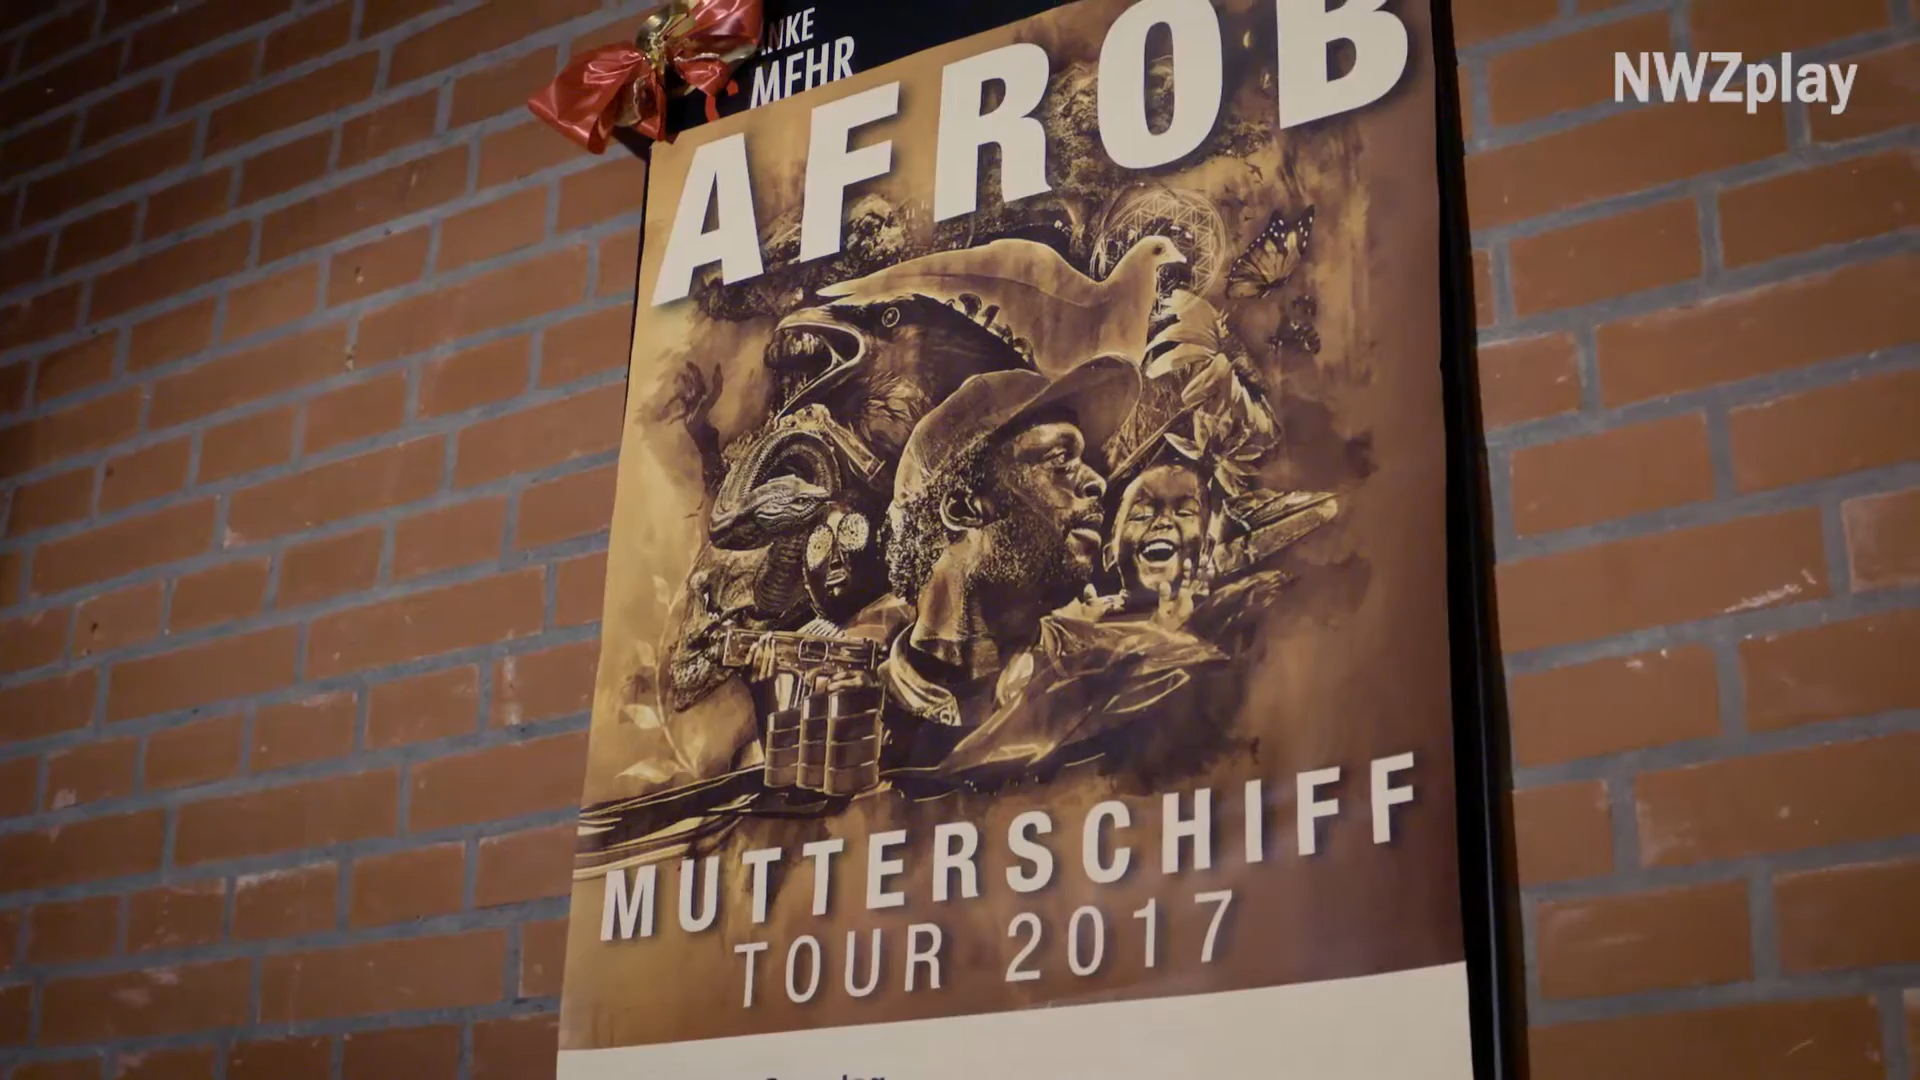 MEHR
NWZplay
AFROB
MUTTERSCHIFF
TOUR 2017